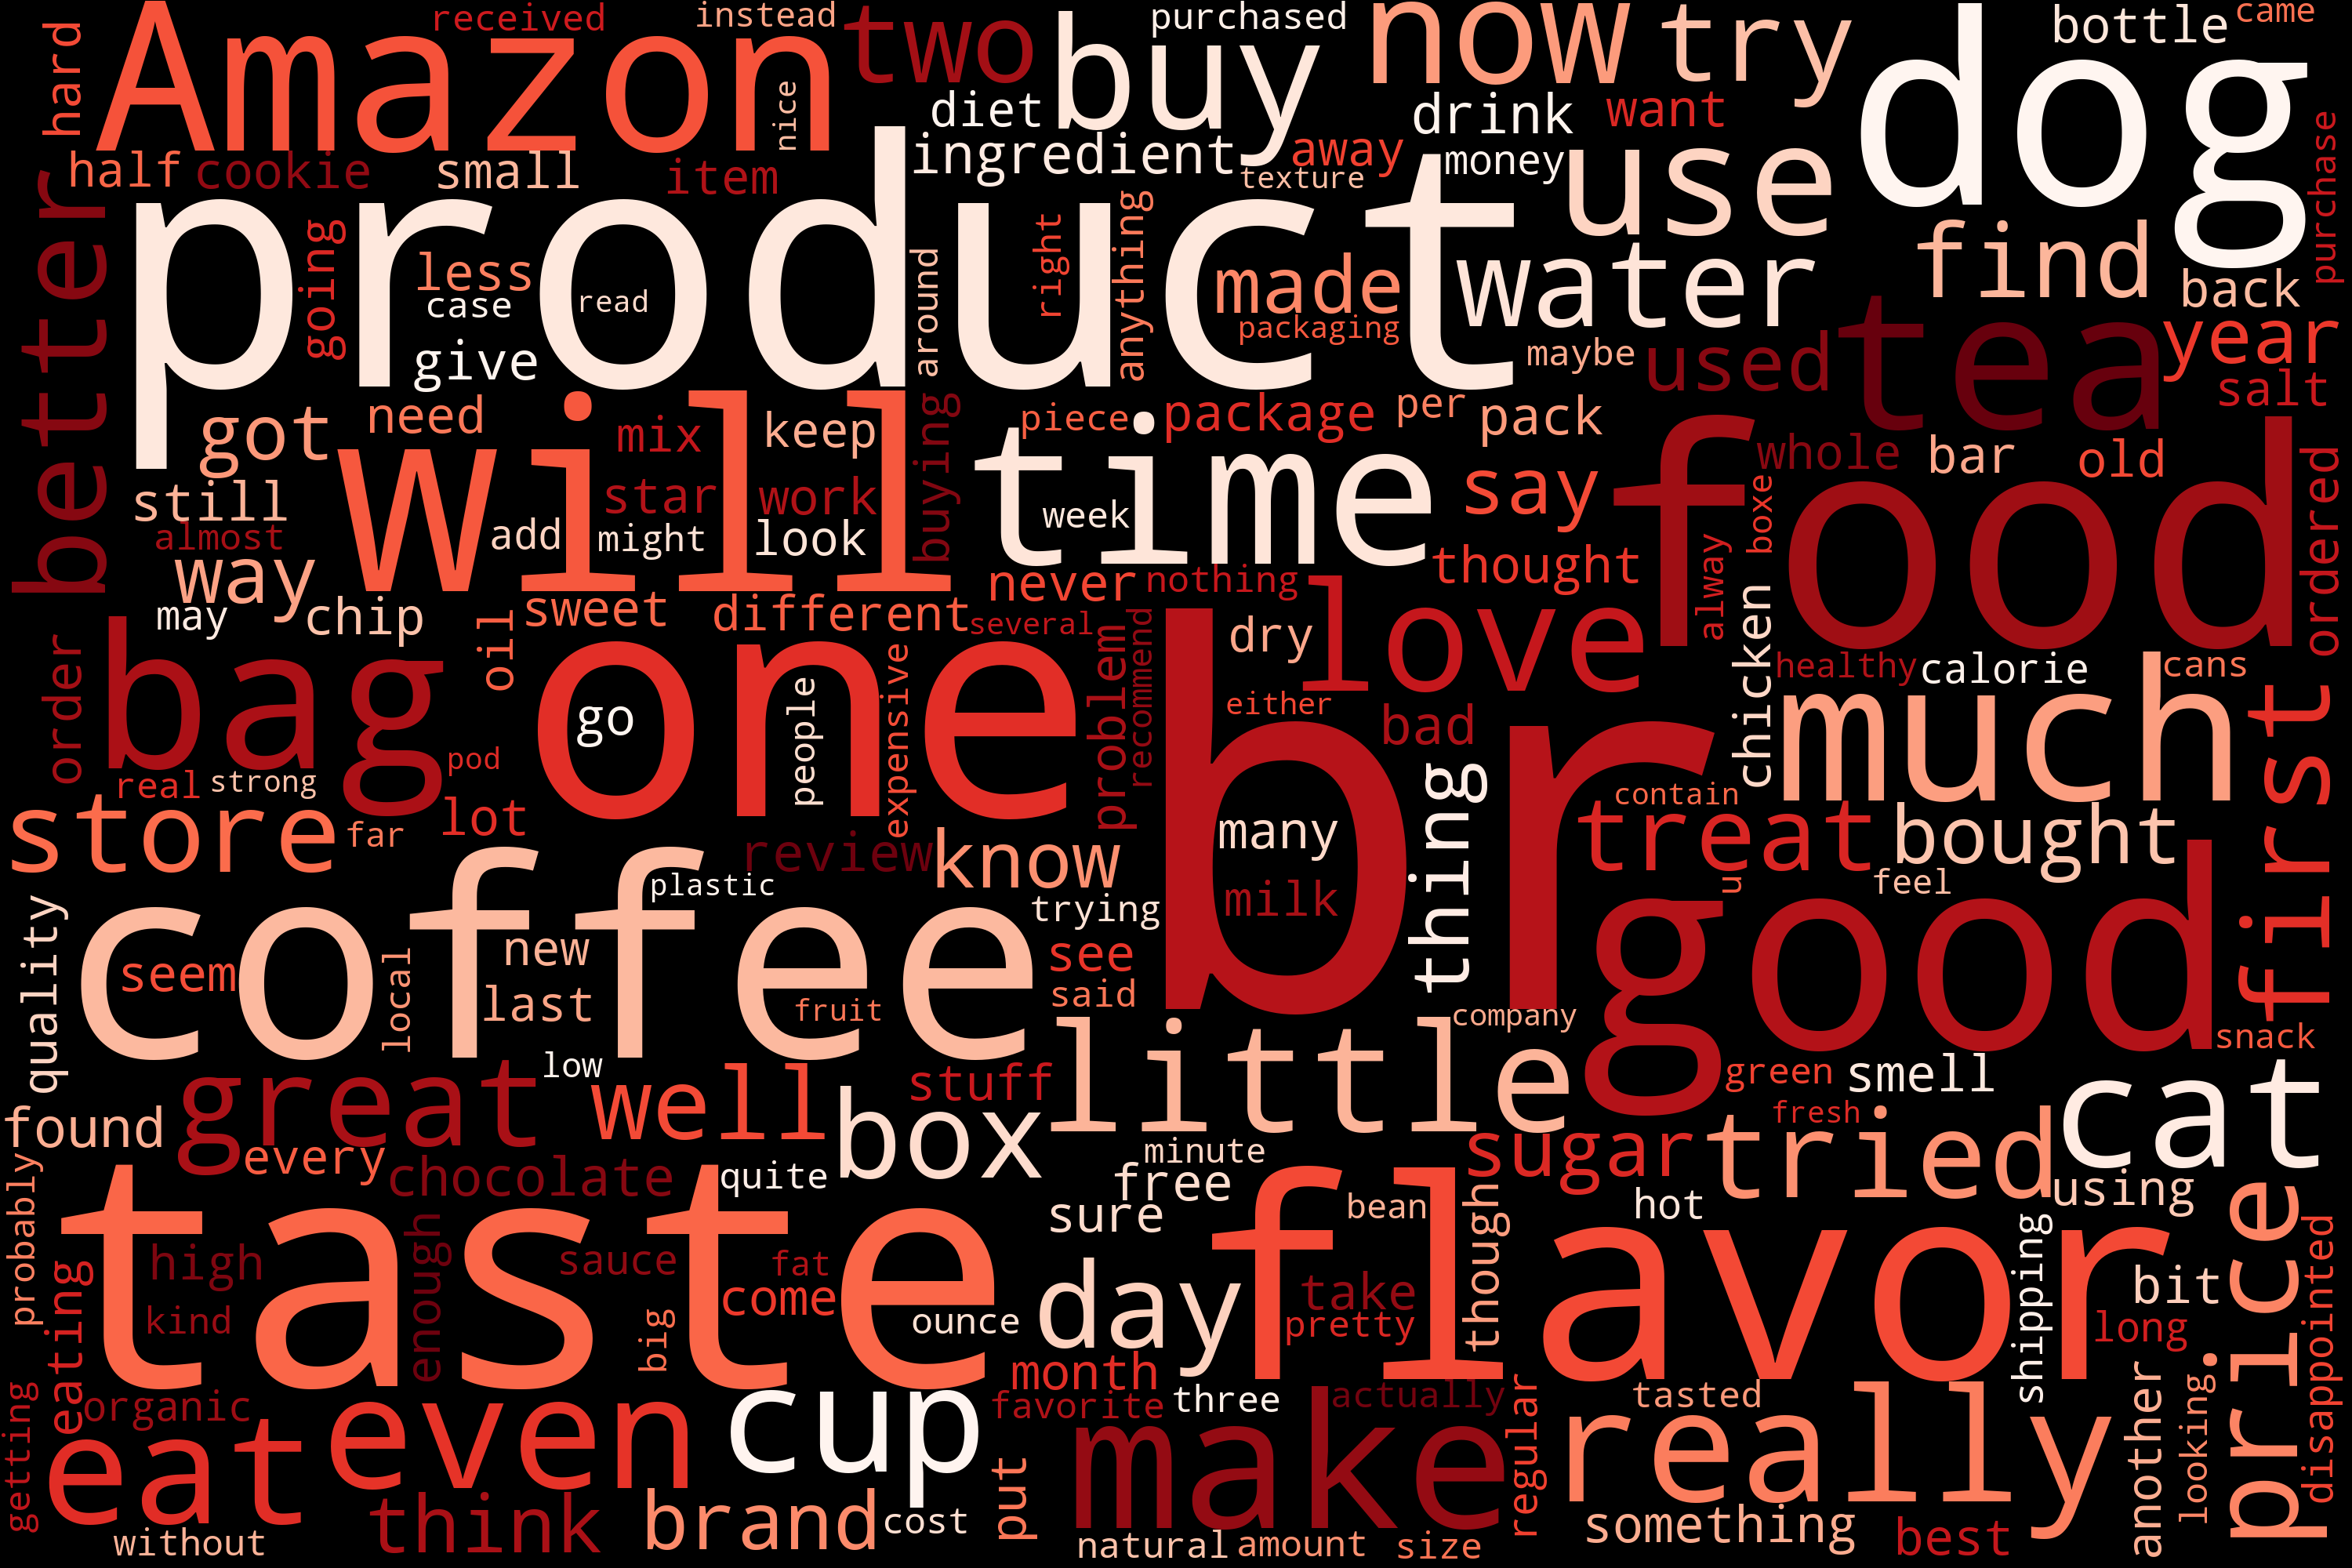 Amazon
received
instead
two
buy
purchased
now
try
dog
bottle
came
hard
nice
diet
drink
want
half
cookie
small
item
ingredient
away
texture
money
use
purchase
better
product
going
less
case
give
read
around
right
anything
made
packaging
water
find
back
maybe
used
tea
year
salt
got
need
will
mix
keep
buying
piece
package
per
pack
time
say
food
whole
bar
old
ordered
still
almost
way
add
star
work
might
look
week
never
nothing
thought
love
alway
boxe
may
chip
oil
sweet
different
several
dry
chicken
healthy
calorie
cans
order
bag
one
go
people
expensive
problem
recommend
either
bad
br
much
first
real
strong
pod
store
far
lot
review
know
many
milk
thing
contain
treat
bought
u
feel
good
quality
coffee
plastic
seem
local
new
last
fruit
trying
see
said
company
snack
great
low
well
stuff
box
little
green
smell
fresh
cat
found
every
probably
chocolate
quite
minute
free
sure
sugar
tried
using
taste
high
kind
enough
sauce
fat
come
big
ounce
day
bean
flavor
take
pretty
though
hot
shipping
bit
long
price
disappointed
eating
organic
getting
eat
even
cup
month
favorite
three
actually
make
regular
tasted
really
another
looking.
without
think
brand
cost
put
natural
amount
size
something
best